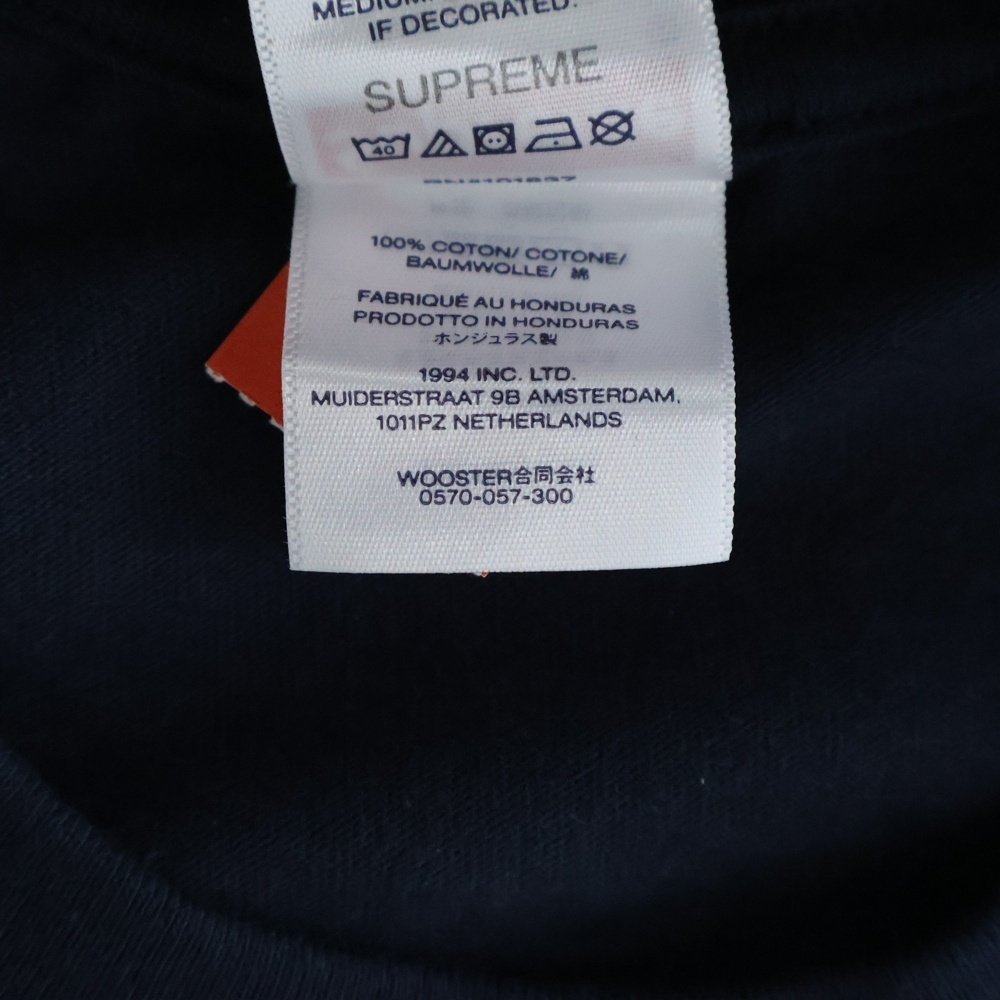 IF DECORATED.
SUPREME
40
100% COTON/ COTONE/
BAUMWOLLE/ 綿
FABRIQUÉ AU HONDURAS
PRODOTTO IN HONDURAS
ホンジュラス製
1994 INC. LTD.
MUIDERSTRAAT 9B AMSTERDAM,
1011PZ NETHERLANDS
WOOSTER合同会社
0570-057-300